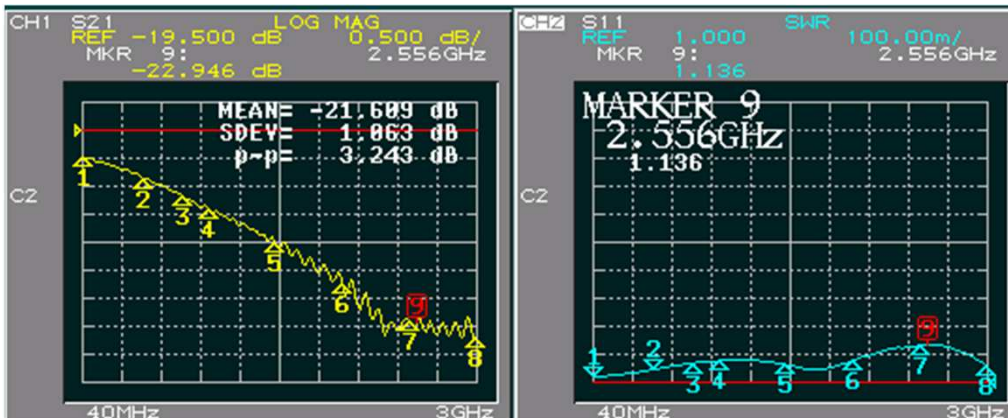 CH1 S21 LOG MAG
REF -19.500 dB 0.500 dB/
MKR 9: 2.556GHz
-22.946 dB
MEAN= -21.609 dB
SDEV= 1.063 dB
p-p= 3.243 dB
C2
1
2
3
4
5
6
9
7
8
40MHz 3GHz
CH2 S11 SWR
REF 1.000 100.00m/
MKR 9: 2.556GHz
1.136
MARKER 9
2.556GHz
1.136
C2
1
2
3
4
5
6
9
7
8
40MHz 3GHz